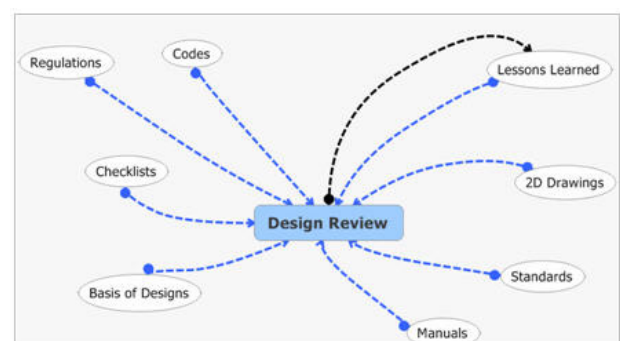 Codes
Regulations
Lessons Learned
Checklists
2D Drawings
Design Review
Standards
Basis of Designs
Manuals